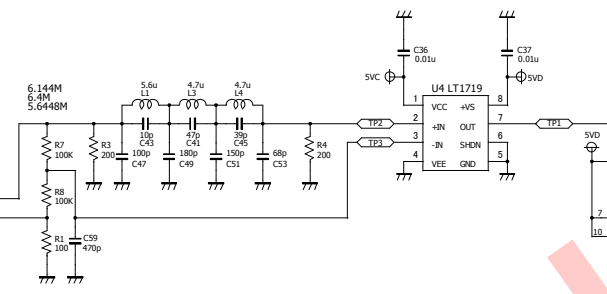 C36
0.01u
C37
0.01u
5VC
5VD
6.144M
6.4M
5.6448M
5.6u
L1
4.7u
L3
4.7u
L4
U4 LT1719
1
VCC
+VS
8
TP2
2
+IN
OUT
7
TP1
TP3
3
-IN
SHDN
6
4
VEE
GND
5
10p
C43
47p
C41
39p
C45
R7
100K
R3
200
100p
C47
180p
C49
150p
C51
68p
C53
R4
200
5VD
R8
100K
R1
100
C59
470p
7
10